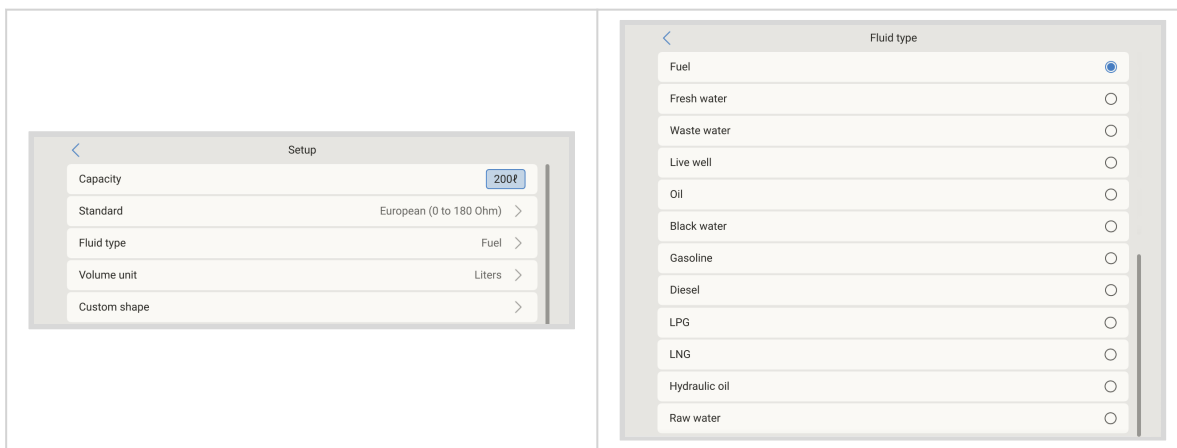 Setup
Capacity 200ℓ
Standard European (0 to 180 Ohm)
Fluid type Fuel
Volume unit Liters
Custom shape
Fluid type
Fuel
Fresh water
Waste water
Live well
Oil
Black water
Gasoline
Diesel
LPG
LNG
Hydraulic oil
Raw water